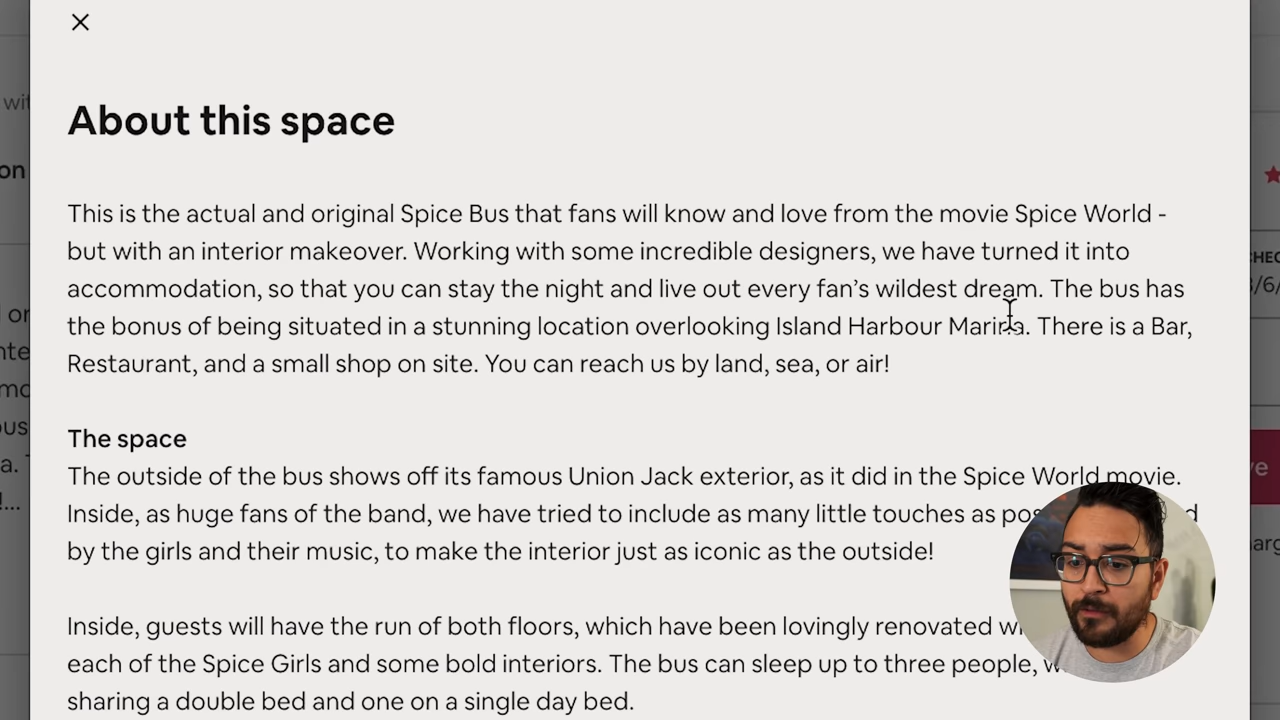 About this space
This is the actual and original Spice Bus that fans will know and love from the movie Spice World -
but with an interior makeover. Working with some incredible designers, we have turned it into
accommodation, so that you can stay the night and live out every fan's wildest dream. The bus has
the bonus of being situated in a stunning location overlooking Island Harbour Marina. There is a Bar,
Restaurant, and a small shop on site. You can reach us by land, sea, or air!
The space
The outside of the bus shows off its famous Union Jack exterior, as it did in the Spice World movie.
Inside, as huge fans of the band, we have tried to include as many little touches as
by the girls and their music, to make the interior just as iconic as the outside!
Inside, guests will have the run of both floors, which have been lovingly renovated
each of the Spice Girls and some bold interiors. The bus can sleep up to three people,
sharing a double bed and one on a single day bed.